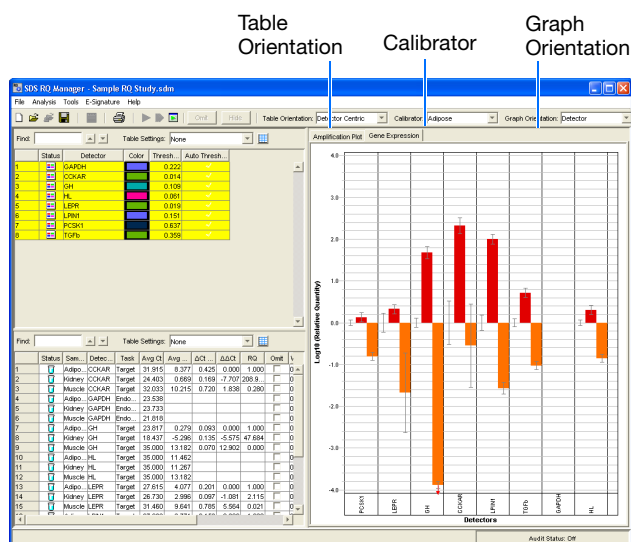 Table Orientation
Calibrator
Graph Orientation
SDS RQ Manager - Sample RQ Study.sdm
File Analysis Tools E-Signature Help
Omit Hide Table Orientation: Detector Centric Calibrator: Adipose Graph Orientation: Detector
Find: Table Settings: None
Status Detector Color Thresh... Auto Thresh...
1 GAPDH 0.222
2 CCKAR 0.014
3 GH 0.109
4 HL 0.061
5 LEPR 0.019
6 LPIN1 0.151
7 PCSK1 0.637
8 TGFb 0.359
Find: Table Settings: None
Status Sam... Detec... Task Avg Ct Avg ... ΔCt ... ΔΔCt RQ Omit
1 Adipo... CCKAR Target 31.915 8.377 0.425 0.000 1.000
2 Kidney CCKAR Target 24.403 0.669 0.169 -7.707 208.9...
3 Muscle CCKAR Target 32.033 10.215 0.720 1.838 0.280
4 Adipo... GAPDH Endo... 23.538
5 Kidney GAPDH Endo... 23.733
6 Muscle GAPDH Endo... 21.818
7 Adipo... GH Target 23.817 0.279 0.093 0.000 1.000
8 Kidney GH Target 18.437 -5.296 0.135 -5.575 47.684
9 Muscle GH Target 35.000 13.182 0.070 12.902 0.000
10 Adipo... HL Target 35.000 11.462
11 Kidney HL Target 35.000 11.267
12 Muscle HL Target 35.000 13.182
13 Adipo... LEPR Target 27.615 4.077 0.201 0.000 1.000
14 Kidney LEPR Target 26.730 2.996 0.097 -1.081 2.115
15 Muscle LEPR Target 31.460 9.641 0.785 5.564 0.021
Amplification Plot Gene Expression
Log10 (Relative Quantity)
4.0
3.0
2.0
1.0
0.0
-1.0
-2.0
-3.0
-4.0
PCSK1 LEPR GH CCKAR LPIN1 TGFb GAPDH HL
Detectors
Audit Status: Off